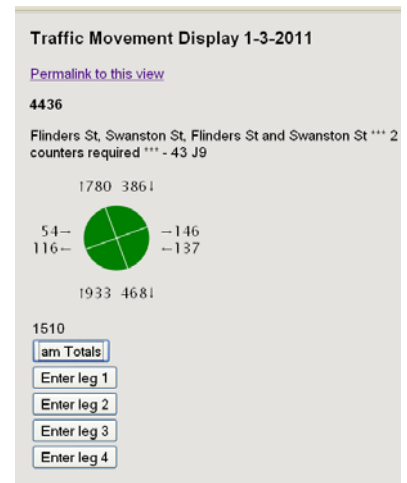 Traffic Movement Display 1-3-2011
Permalink to this view
4436
Flinders St, Swanston St, Flinders St and Swanston St *** 2
counters required *** - 43 J9
↑780 386↓
54→ →146
116← ←137
↑933 468↓
1510
am Totals
Enter leg 1
Enter leg 2
Enter leg 3
Enter leg 4